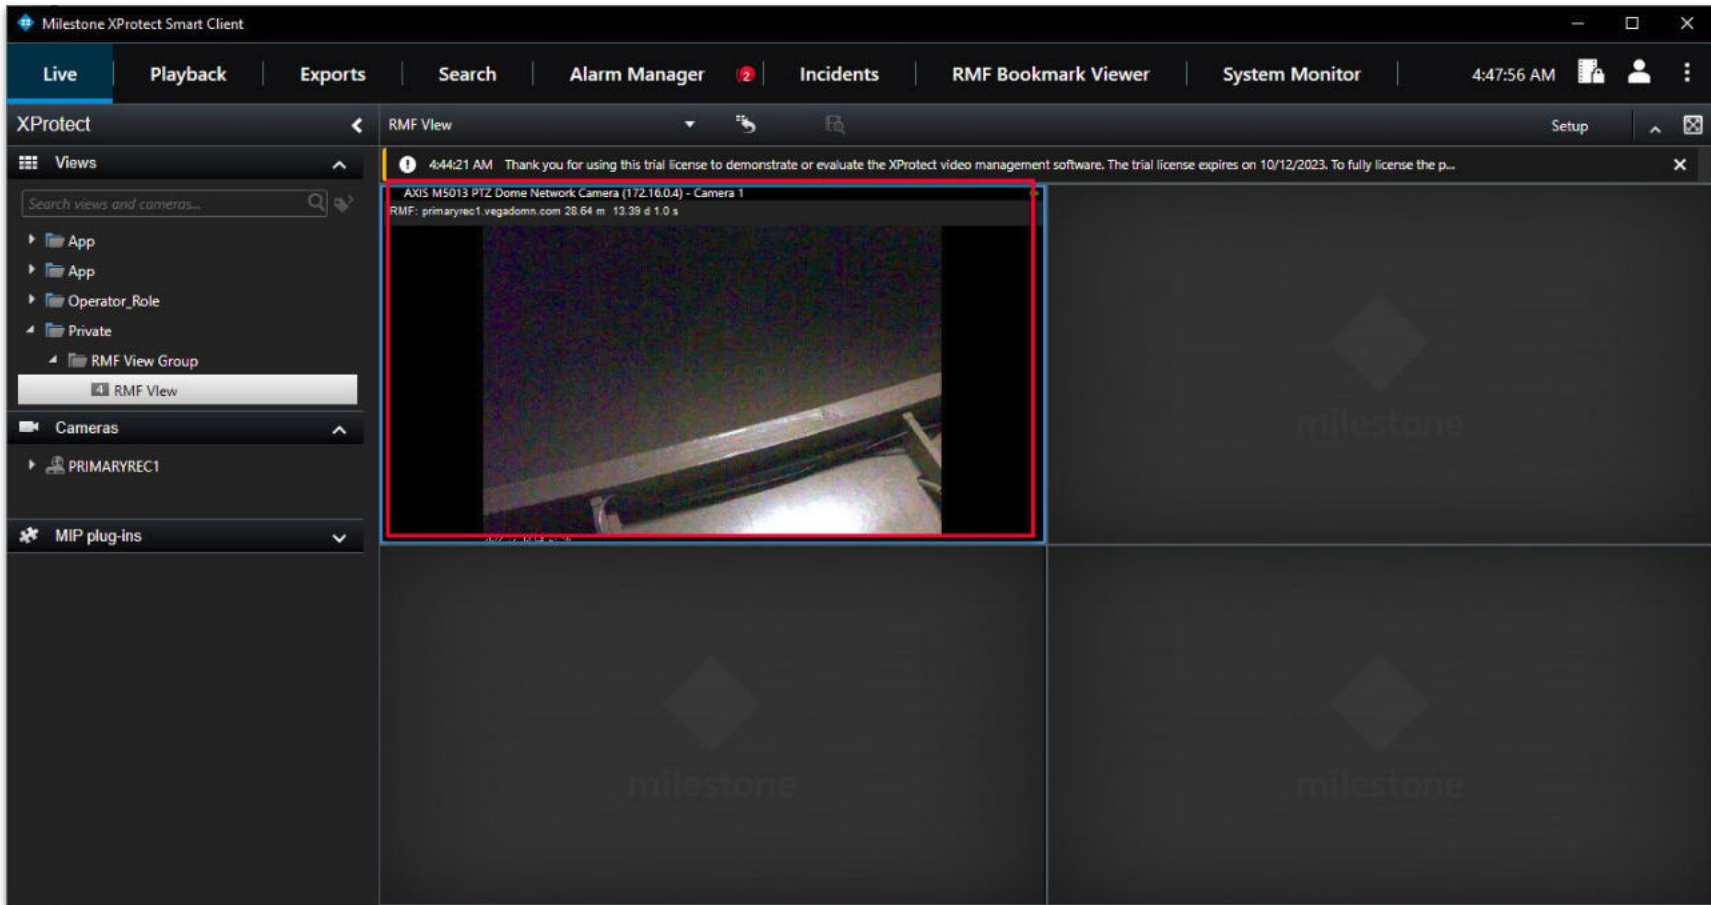 Milestone XProtect Smart Client
Live
Playback
Exports
Search
Alarm Manager
2
Incidents
RMF Bookmark Viewer
System Monitor
4:47:56 AM
XProtect
RMF VIew
Setup
Views
4:44:21 AM Thank you for using this trial license to demonstrate or evaluate the XProtect video management software. The trial license expires on 10/12/2023. To fully license the p...
Search views and cameras...
App
App
Operator_Role
Private
RMF View Group
4 RMF VIew
Cameras
PRIMARYREC1
MIP plug-ins
AXIS M5013 PTZ Dome Network Camera (172.16.0.4) - Camera 1
RMF: primaryrec1.vegadomn.com 28.64 m 13.39 d 1.0 s
milestone
milestone
milestone